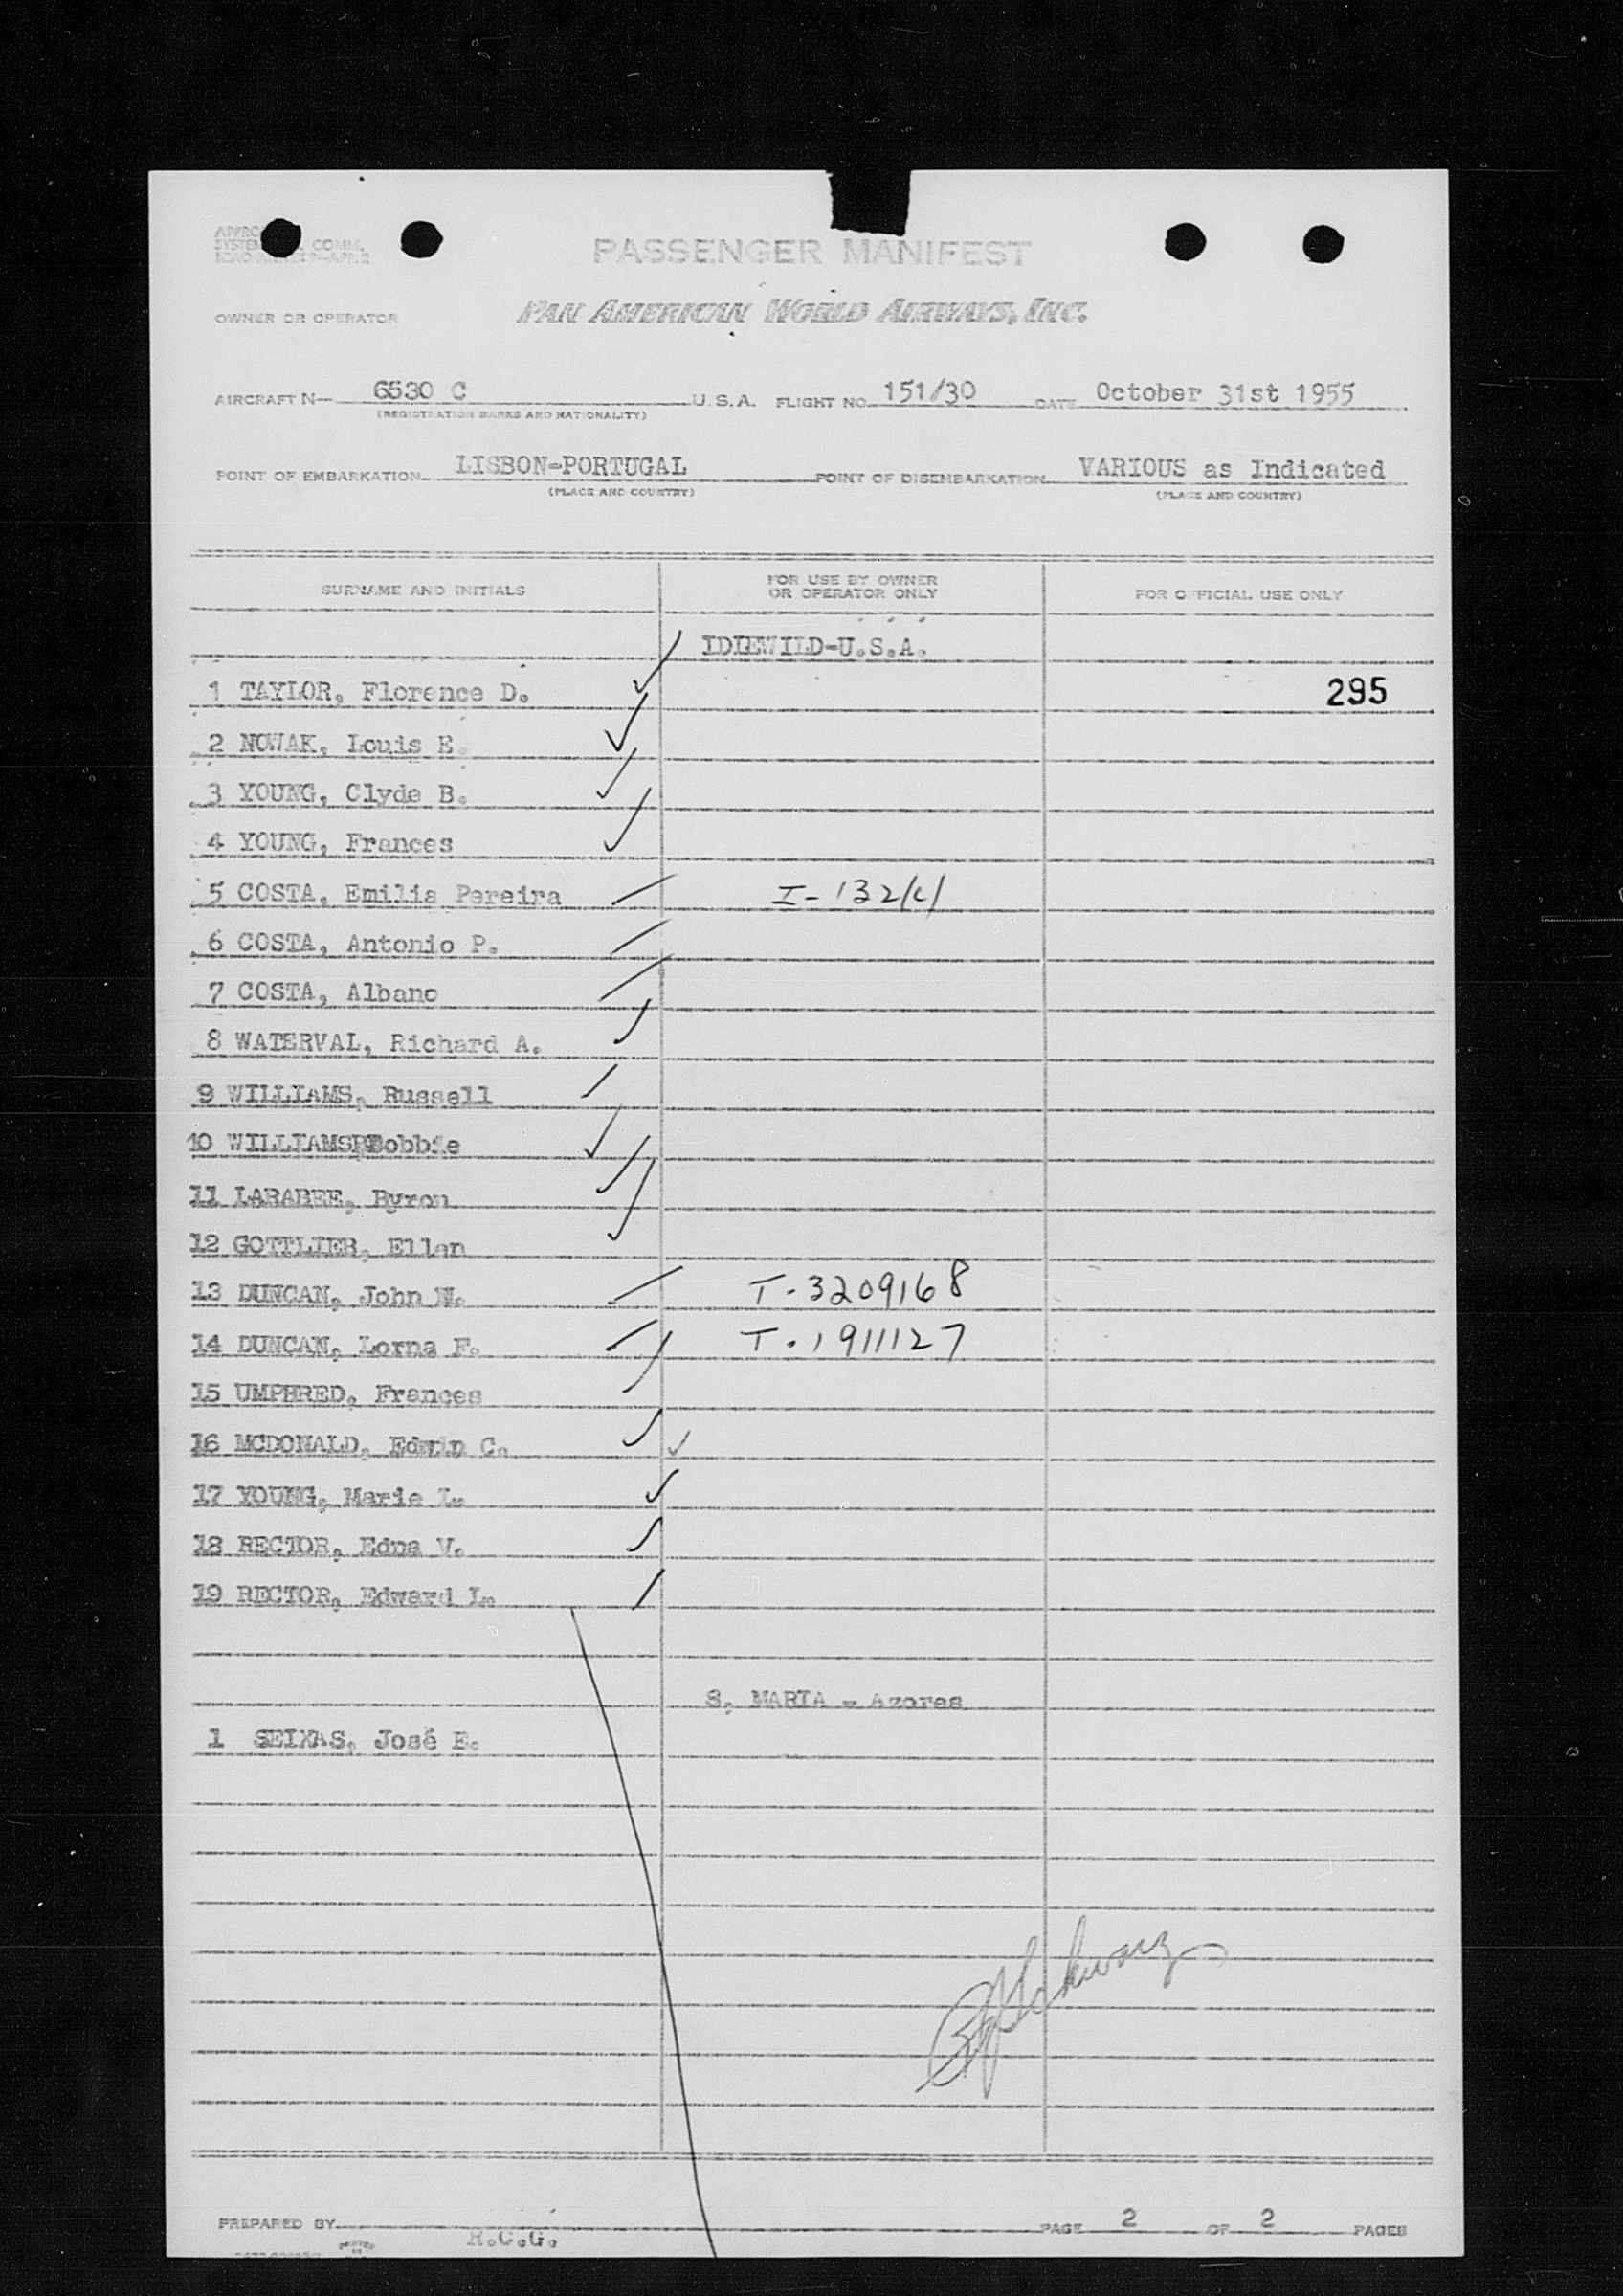 PASSENGER MANIFEST
OWNER OR OPERATOR PAN AMERICAN WORLD AIRWAYS, INC.
AIRCRAFT N— 6530 C U.S.A. FLIGHT NO. 151/30 DATE October 31st 1955
(REGISTRATION MARKS AND NATIONALITY)
POINT OF EMBARKATION LISBON-PORTUGAL POINT OF DISEMBARKATION VARIOUS as Indicated
(PLACE AND COUNTRY) (PLACE AND COUNTRY)
SURNAME AND INITIALS FOR USE BY OWNER OR OPERATOR ONLY FOR OFFICIAL USE ONLY
IDLEWILD-U.S.A.
1 TAYLOR, Florence D. 295
2 NOWAK, Louis E.
3 YOUNG, Clyde B.
4 YOUNG, Frances
5 COSTA, Emilia Pereira I-132
6 COSTA, Antonio P.
7 COSTA, Albano
8 WATERVAL, Richard A.
9 WILLIAMS, Russell
10 WILLIAMS Bobbie
11 LARABEE, Byron
12 GOTTLIEB, Ellen
13 DUNCAN, John N. T-3209168
14 DUNCAN, Lorna F. T-1911127
15 UMPHRED, Frances
16 MCDONALD, Edwin C.
17 YOUNG, Marie L.
18 RECTOR, Edna V.
19 RECTOR, Edward L.
S. MARIA - Azores
1 SEIXAS, José E.
Schwarz
PREPARED BY R.C.G. PAGE 2 OF 2 PAGES